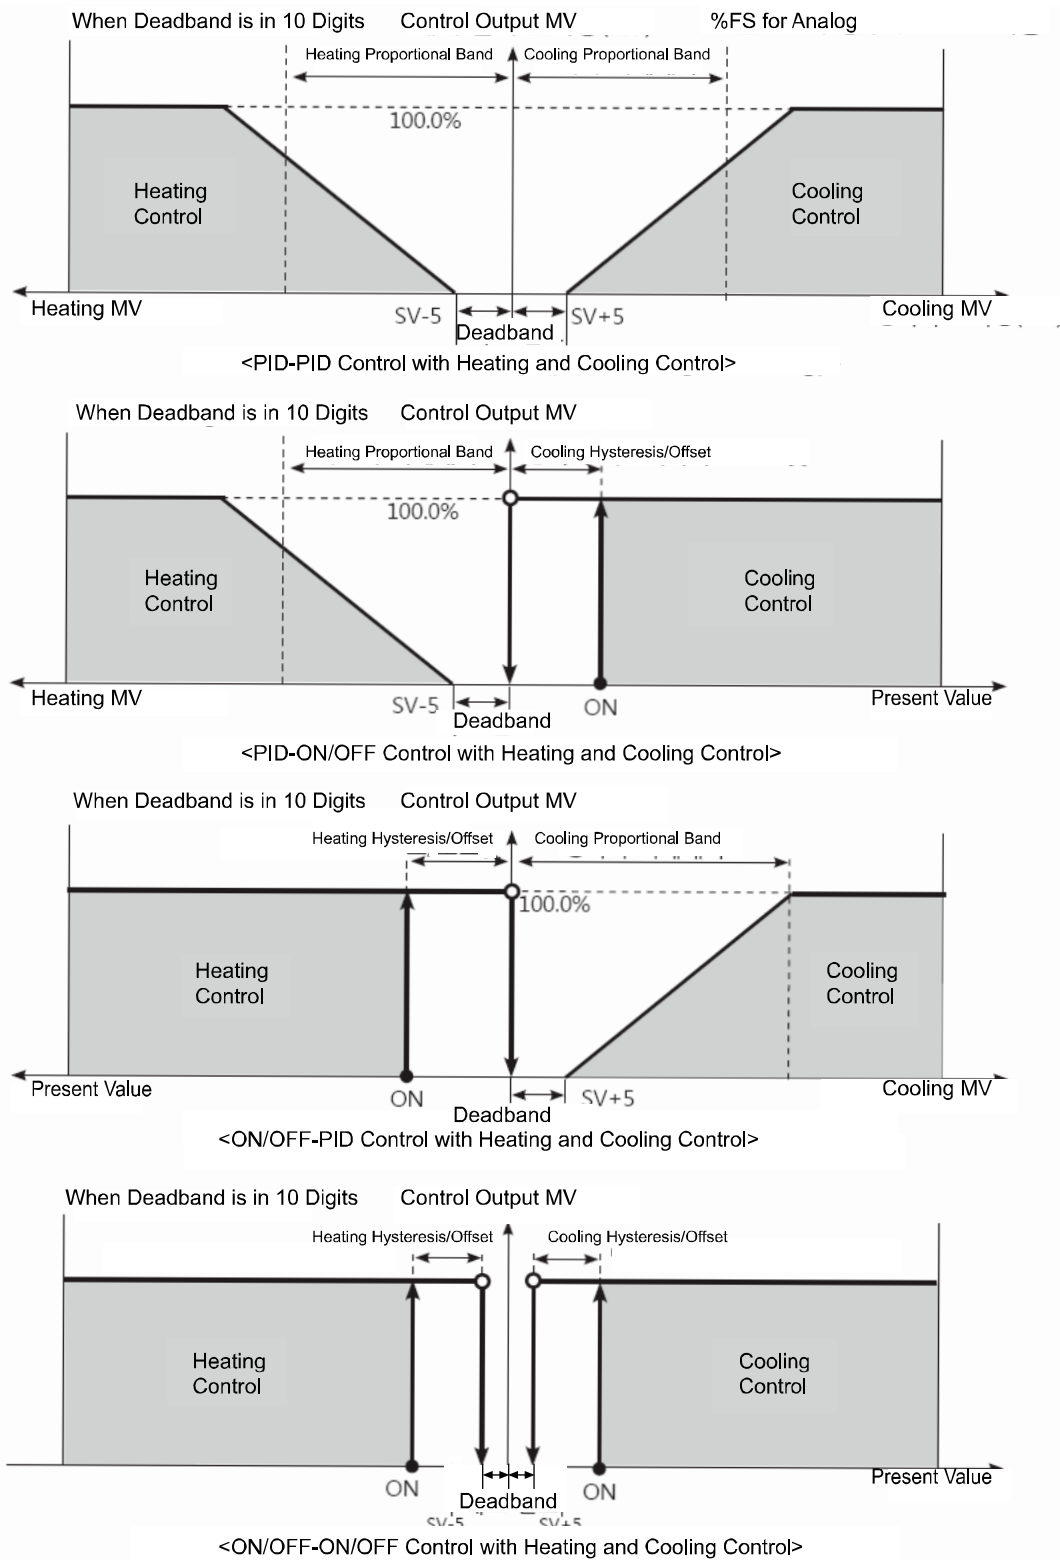 When Deadband is in 10 Digits Control Output MV %FS for Analog
Heating Proportional Band Cooling Proportional Band
100.0%
Heating
Control
Cooling
Control
Heating MV Cooling MV
SV-5 SV+5
Deadband
<PID-PID Control with Heating and Cooling Control>
When Deadband is in 10 Digits Control Output MV
Heating Proportional Band Cooling Hysteresis/Offset
100.0%
Heating
Control
Cooling
Control
Heating MV Present Value
SV-5 ON
Deadband
<PID-ON/OFF Control with Heating and Cooling Control>
When Deadband is in 10 Digits Control Output MV
Heating Hysteresis/Offset Cooling Proportional Band
100.0%
Heating
Control
Cooling
Control
Present Value Cooling MV
ON SV+5
Deadband
<ON/OFF-PID Control with Heating and Cooling Control>
When Deadband is in 10 Digits Control Output MV
Heating Hysteresis/Offset Cooling Hysteresis/Offset
Heating
Control
Cooling
Control
Present Value
ON ON
Deadband
SV-5 SV+5
<ON/OFF-ON/OFF Control with Heating and Cooling Control>